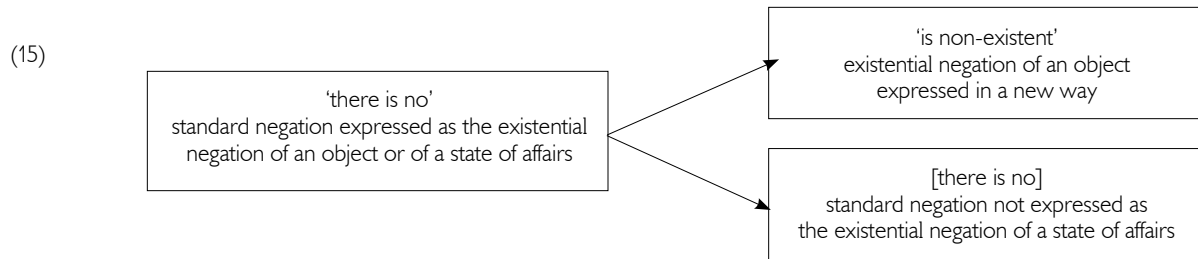 (15)
‘there is no’
standard negation expressed as the existential
negation of an object or of a state of affairs
‘is non-existent’
existential negation of an object
expressed in a new way
[there is no]
standard negation not expressed as
the existential negation of a state of affairs